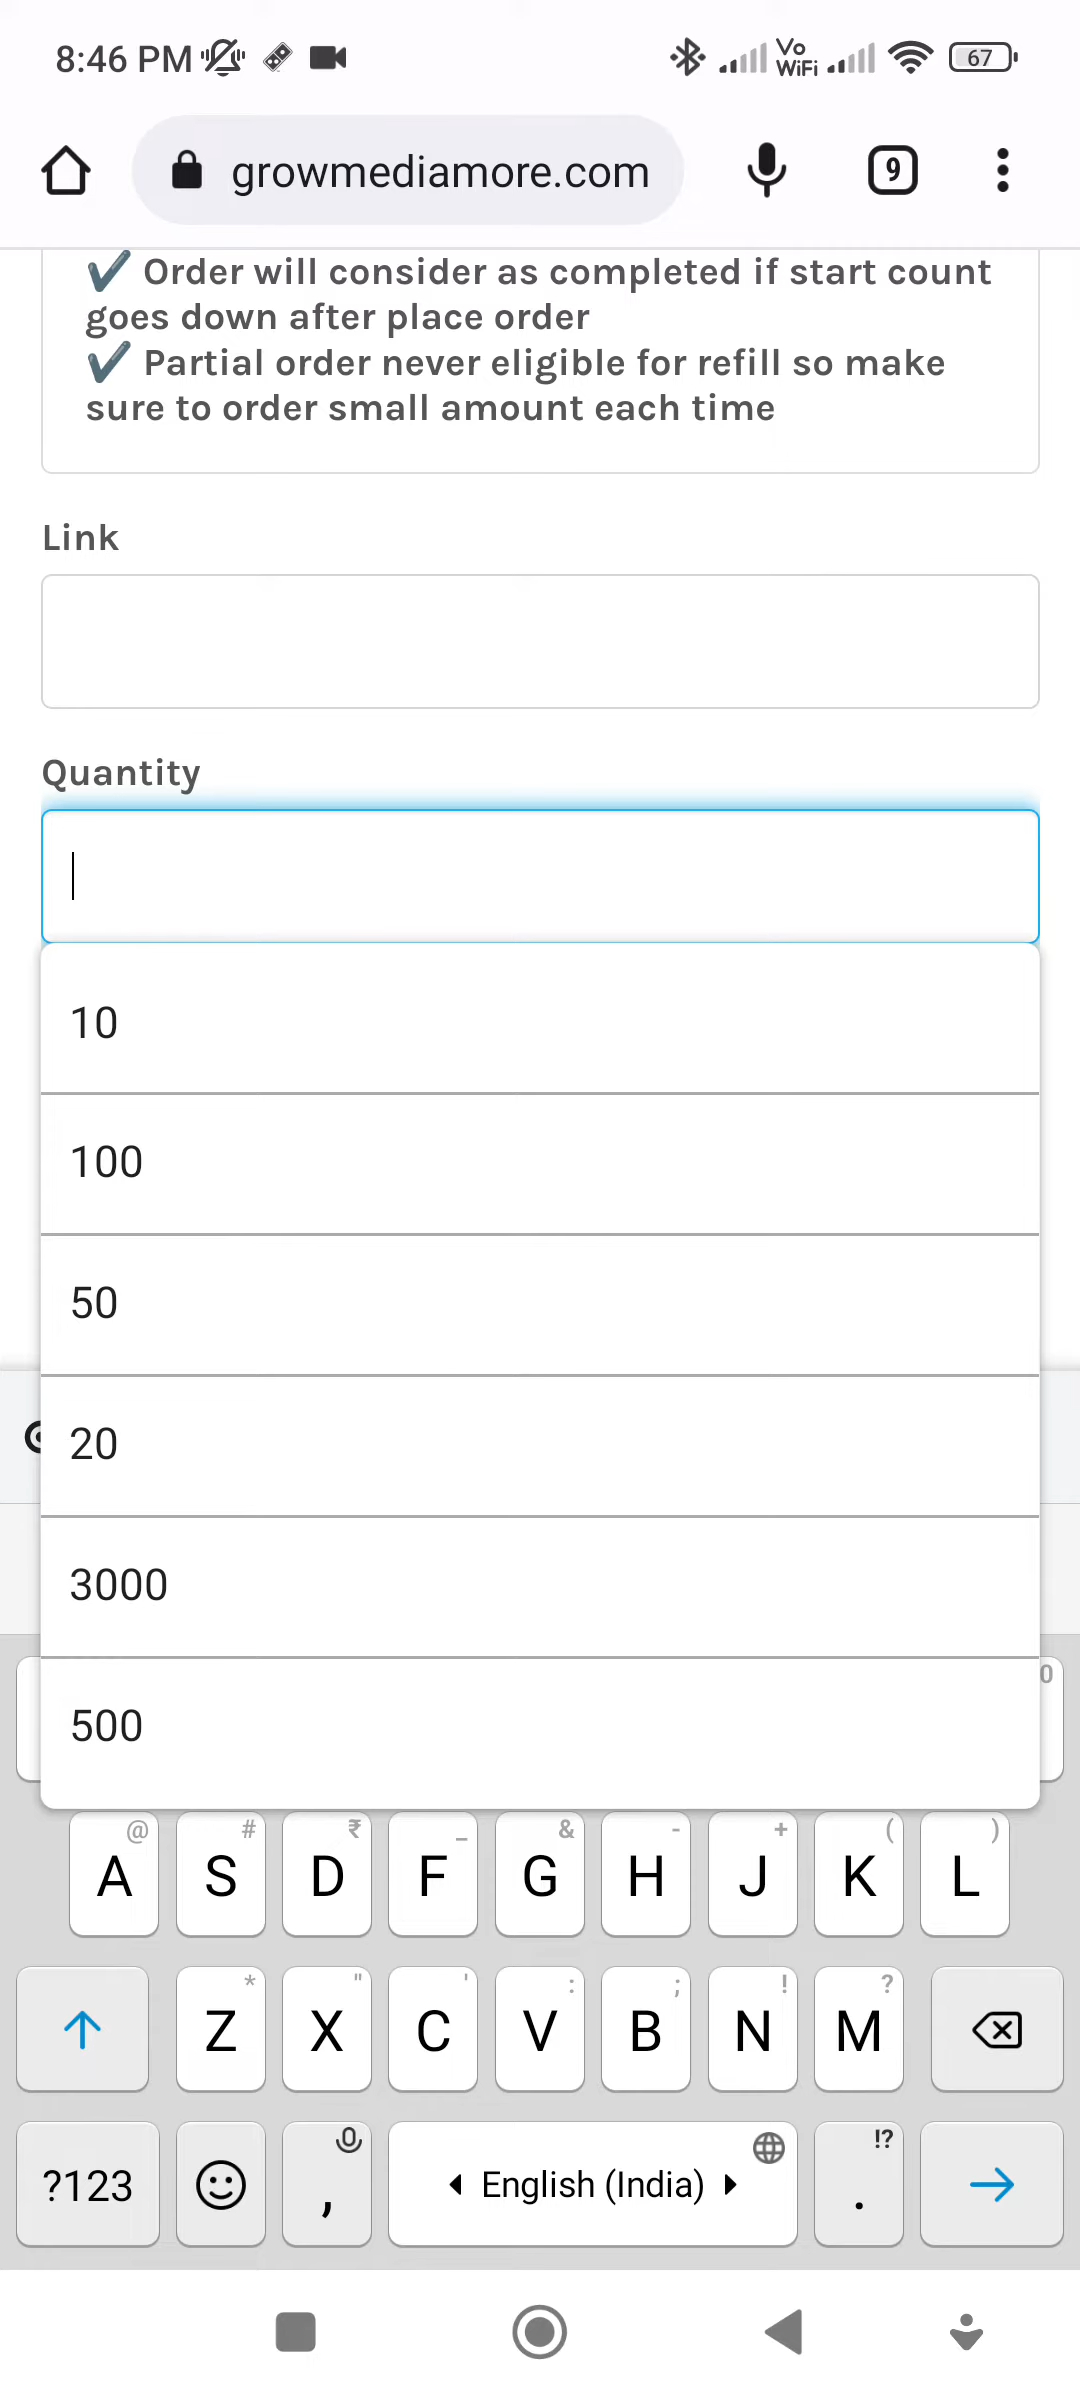 8:46 PM
Vo
WiFi
67
growmediamore.com
9
✔ Order will consider as completed if start count
goes down after place order
✔ Partial order never eligible for refill so make
sure to order small amount each time
Link
Quantity
10
100
50
20
3000
500
0
@ # ₹ _ & - + ( )
A S D F G H J K L
* " ' : ; ! ?
Z X C V B N M
!?
?123 , English (India) .